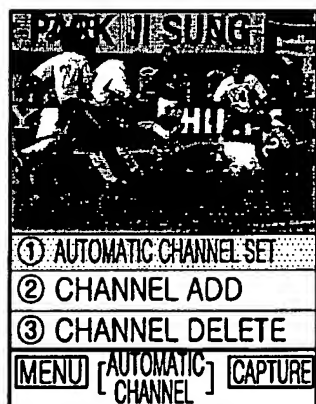 PARK JI SUNG
① AUTOMATIC CHANNEL SET
② CHANNEL ADD
③ CHANNEL DELETE
MENU [AUTOMATIC CHANNEL] CAPTURE